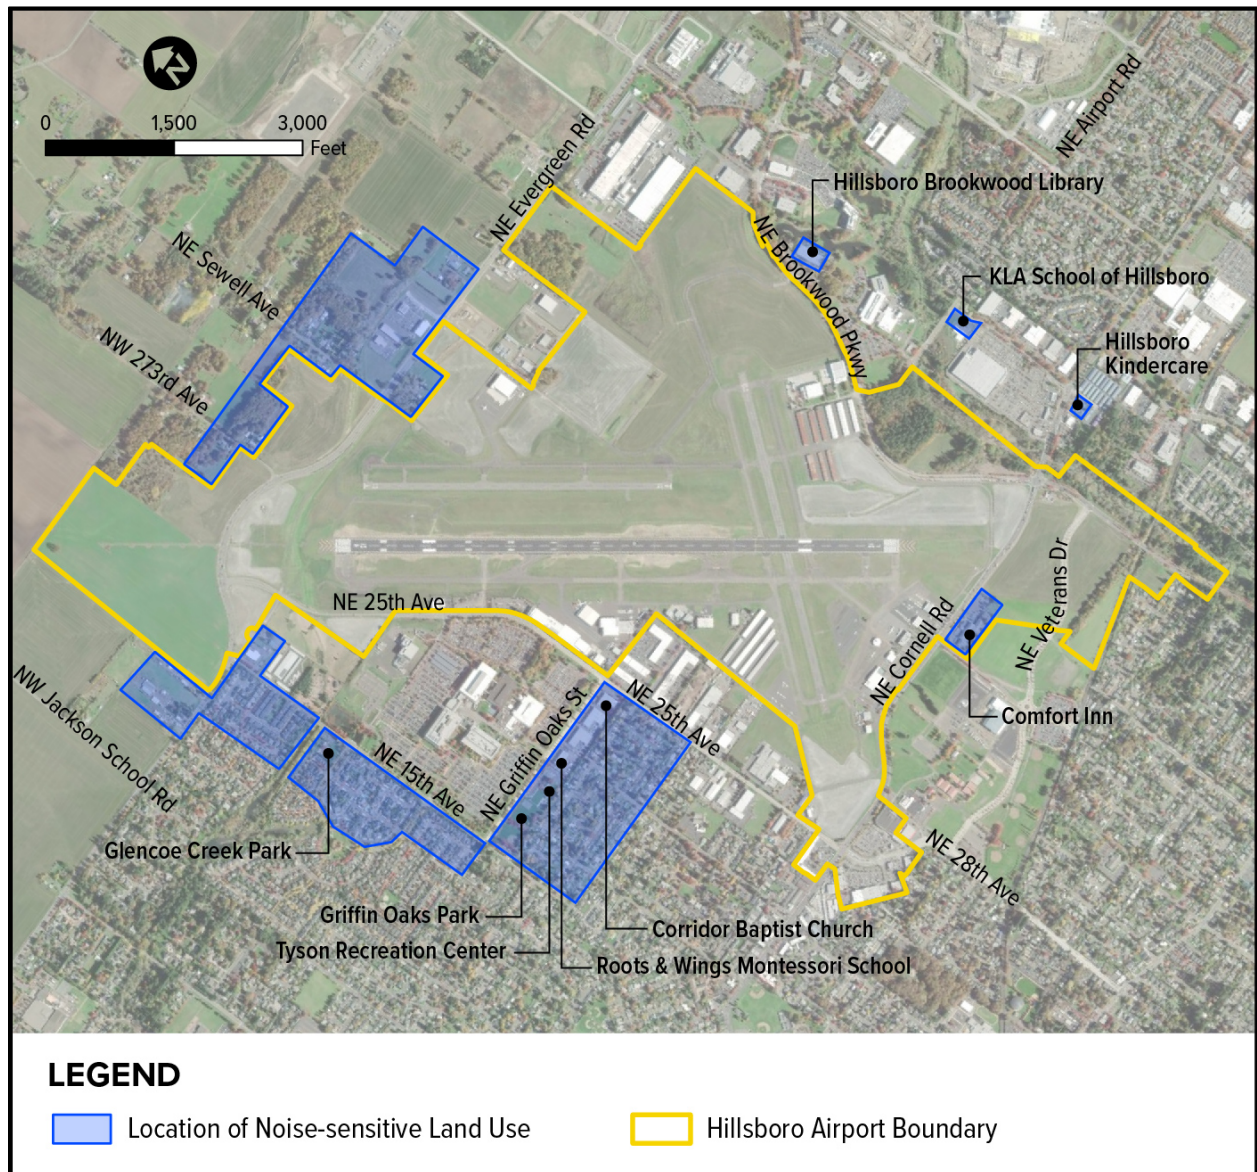 N
0 1,500 3,000
Feet
NE Evergreen Rd
NE Airport Rd
Hillsboro Brookwood Library
NE Sewell Ave
NE Brookwood Pkwy
KLA School of Hillsboro
NW 273rd Ave
Hillsboro
Kindercare
NE 25th Ave
NE Veterans Dr
NE Cornell Rd
NW Jackson School Rd
NE Griffin Oaks St
NE 25th Ave
Comfort Inn
NE 15th Ave
Glencoe Creek Park
NE 28th Ave
Griffin Oaks Park
Corridor Baptist Church
Tyson Recreation Center
Roots & Wings Montessori School
LEGEND
Location of Noise-sensitive Land Use
Hillsboro Airport Boundary